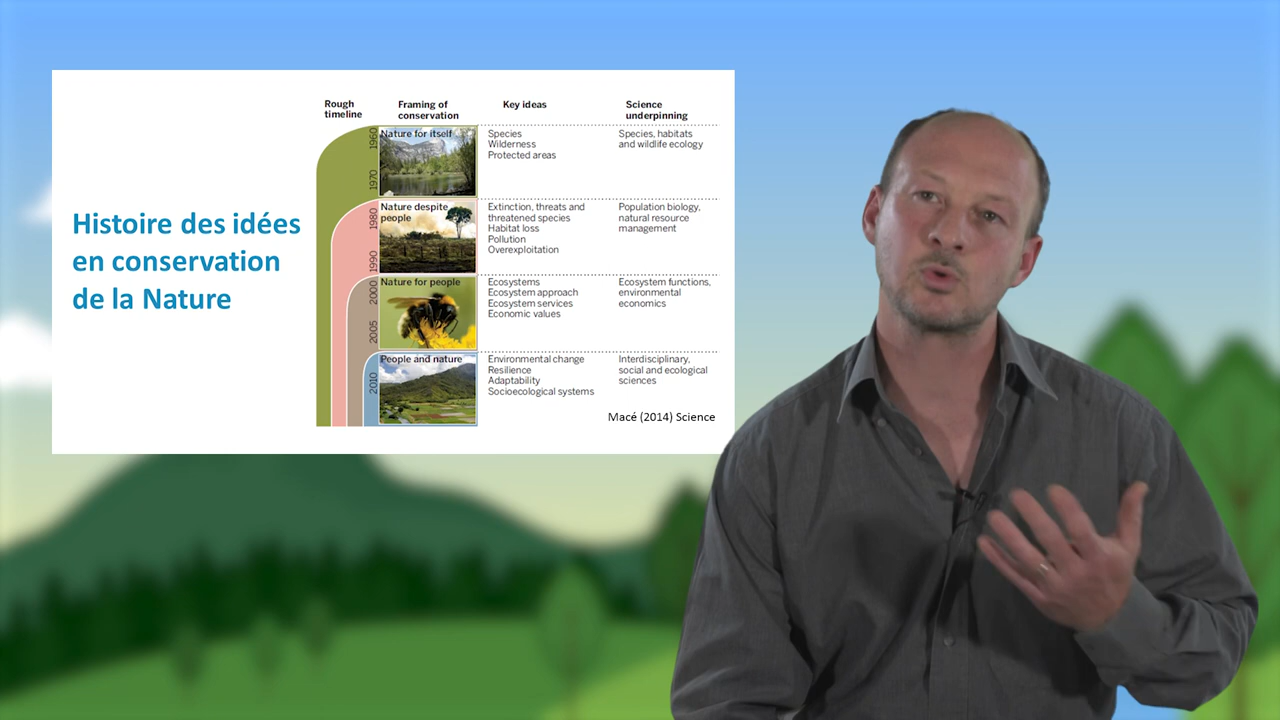 Histoire des idées
en conservation
de la Nature
Rough
timeline
Framing of
conservation
Key ideas
Science
underpinning
1960
1970
Nature for itself
Species
Wilderness
Protected areas
Species, habitats
and wildlife ecology
1980
1990
Nature despite
people
Extinction, threats and
threatened species
Habitat loss
Pollution
Overexploitation
Population biology,
natural resource
management
2000
2005
Nature for people
Ecosystems
Ecosystem approach
Ecosystem services
Economic values
Ecosystem functions,
environmental
economics
2010
People and nature
Environmental change
Resilience
Adaptability
Socioecological systems
Interdisciplinary,
social and ecological
sciences
Macé (2014) Science